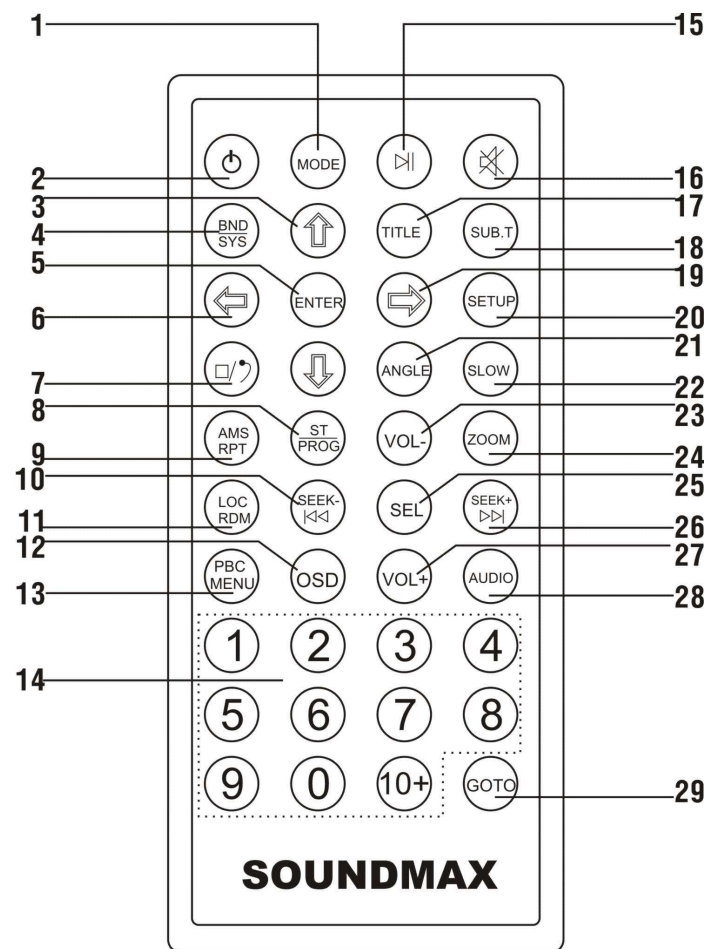 1
15
MODE
2
16
3
17
BND
SYS
TITLE
SUB.T
4
18
5
19
ENTER
SETUP
6
20
21
ANGLE
SLOW
7
22
8
23
AMS
RPT
ST
PROG
VOL-
ZOOM
9
24
10
25
LOC
RDM
SEEK-
SEL
SEEK+
11
26
12
27
PBC
MENU
OSD
VOL+
AUDIO
13
28
1 2 3 4
14
5 6 7 8
9 0 10+ GOTO
29
SOUNDMAX